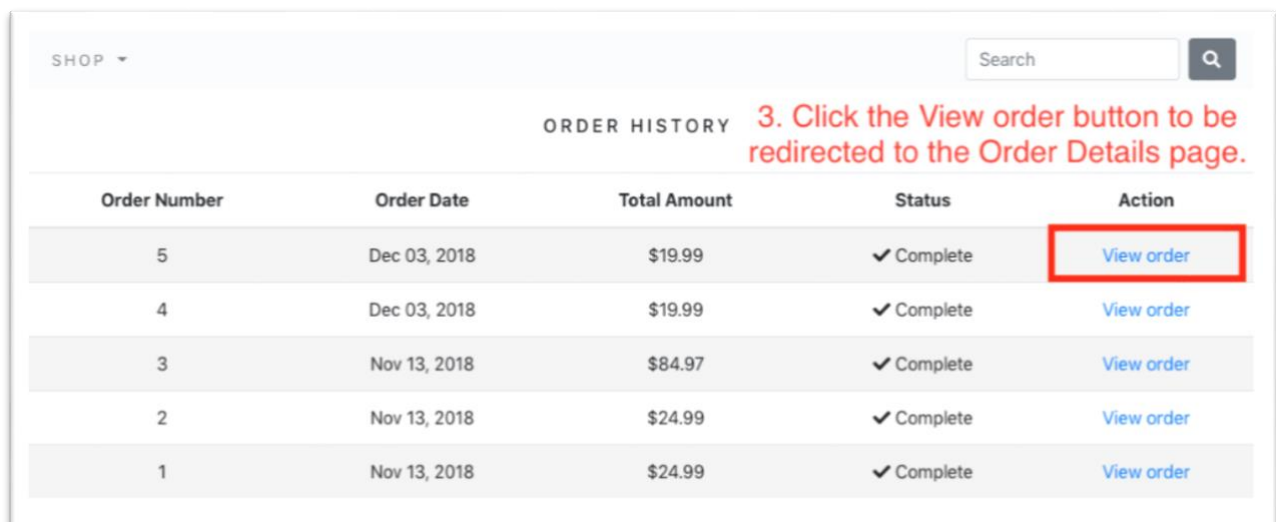 SHOP
Search
ORDER HISTORY
3. Click the View order button to be
redirected to the Order Details page.
Order Number Order Date Total Amount Status Action
5 Dec 03, 2018 $19.99 ✔ Complete View order
4 Dec 03, 2018 $19.99 ✔ Complete View order
3 Nov 13, 2018 $84.97 ✔ Complete View order
2 Nov 13, 2018 $24.99 ✔ Complete View order
1 Nov 13, 2018 $24.99 ✔ Complete View order